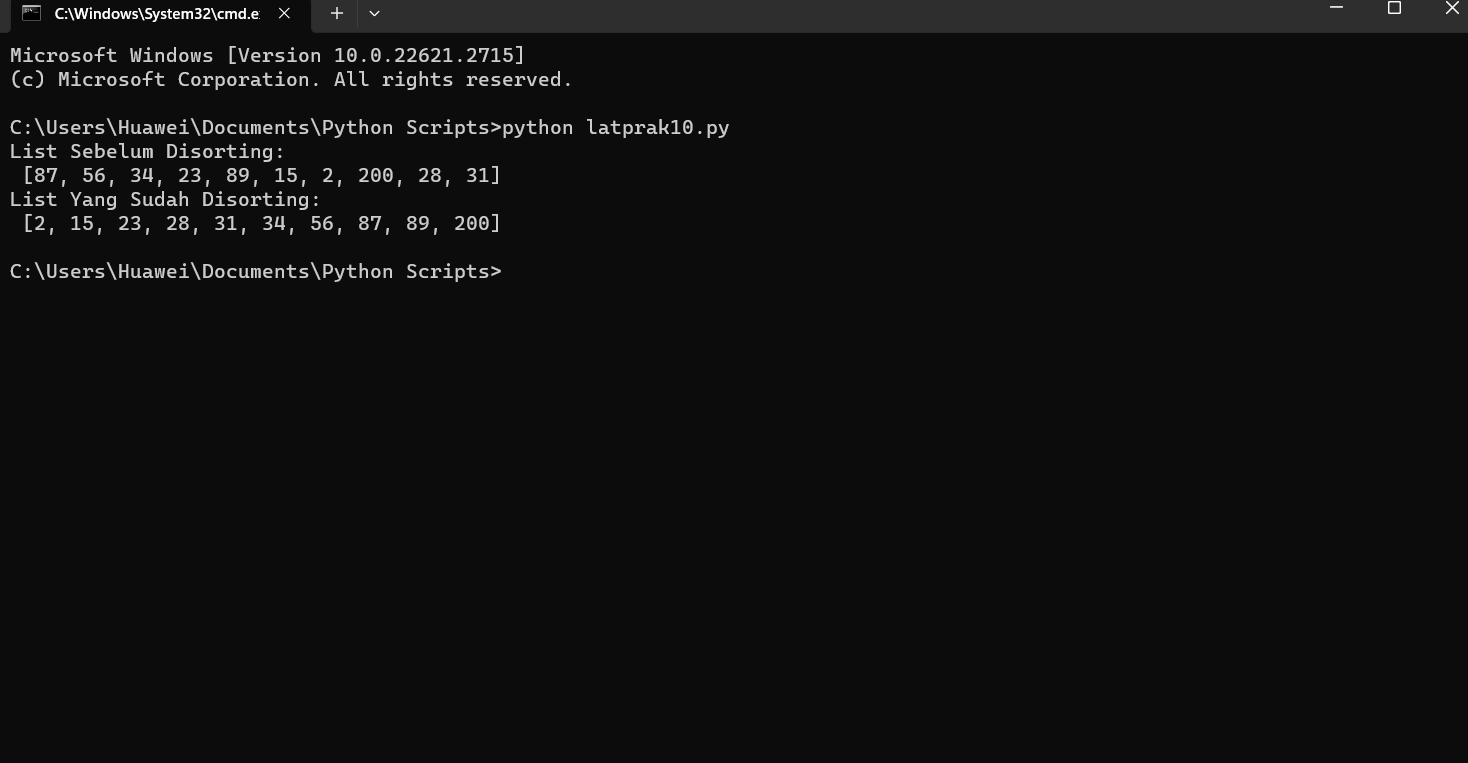 C:\Windows\System32\cmd.e
Microsoft Windows [Version 10.0.22621.2715]
(c) Microsoft Corporation. All rights reserved.
C:\Users\Huawei\Documents\Python Scripts>python latprak10.py
List Sebelum Disorting:
[87, 56, 34, 23, 89, 15, 2, 200, 28, 31]
List Yang Sudah Disorting:
[2, 15, 23, 28, 31, 34, 56, 87, 89, 200]
C:\Users\Huawei\Documents\Python Scripts>